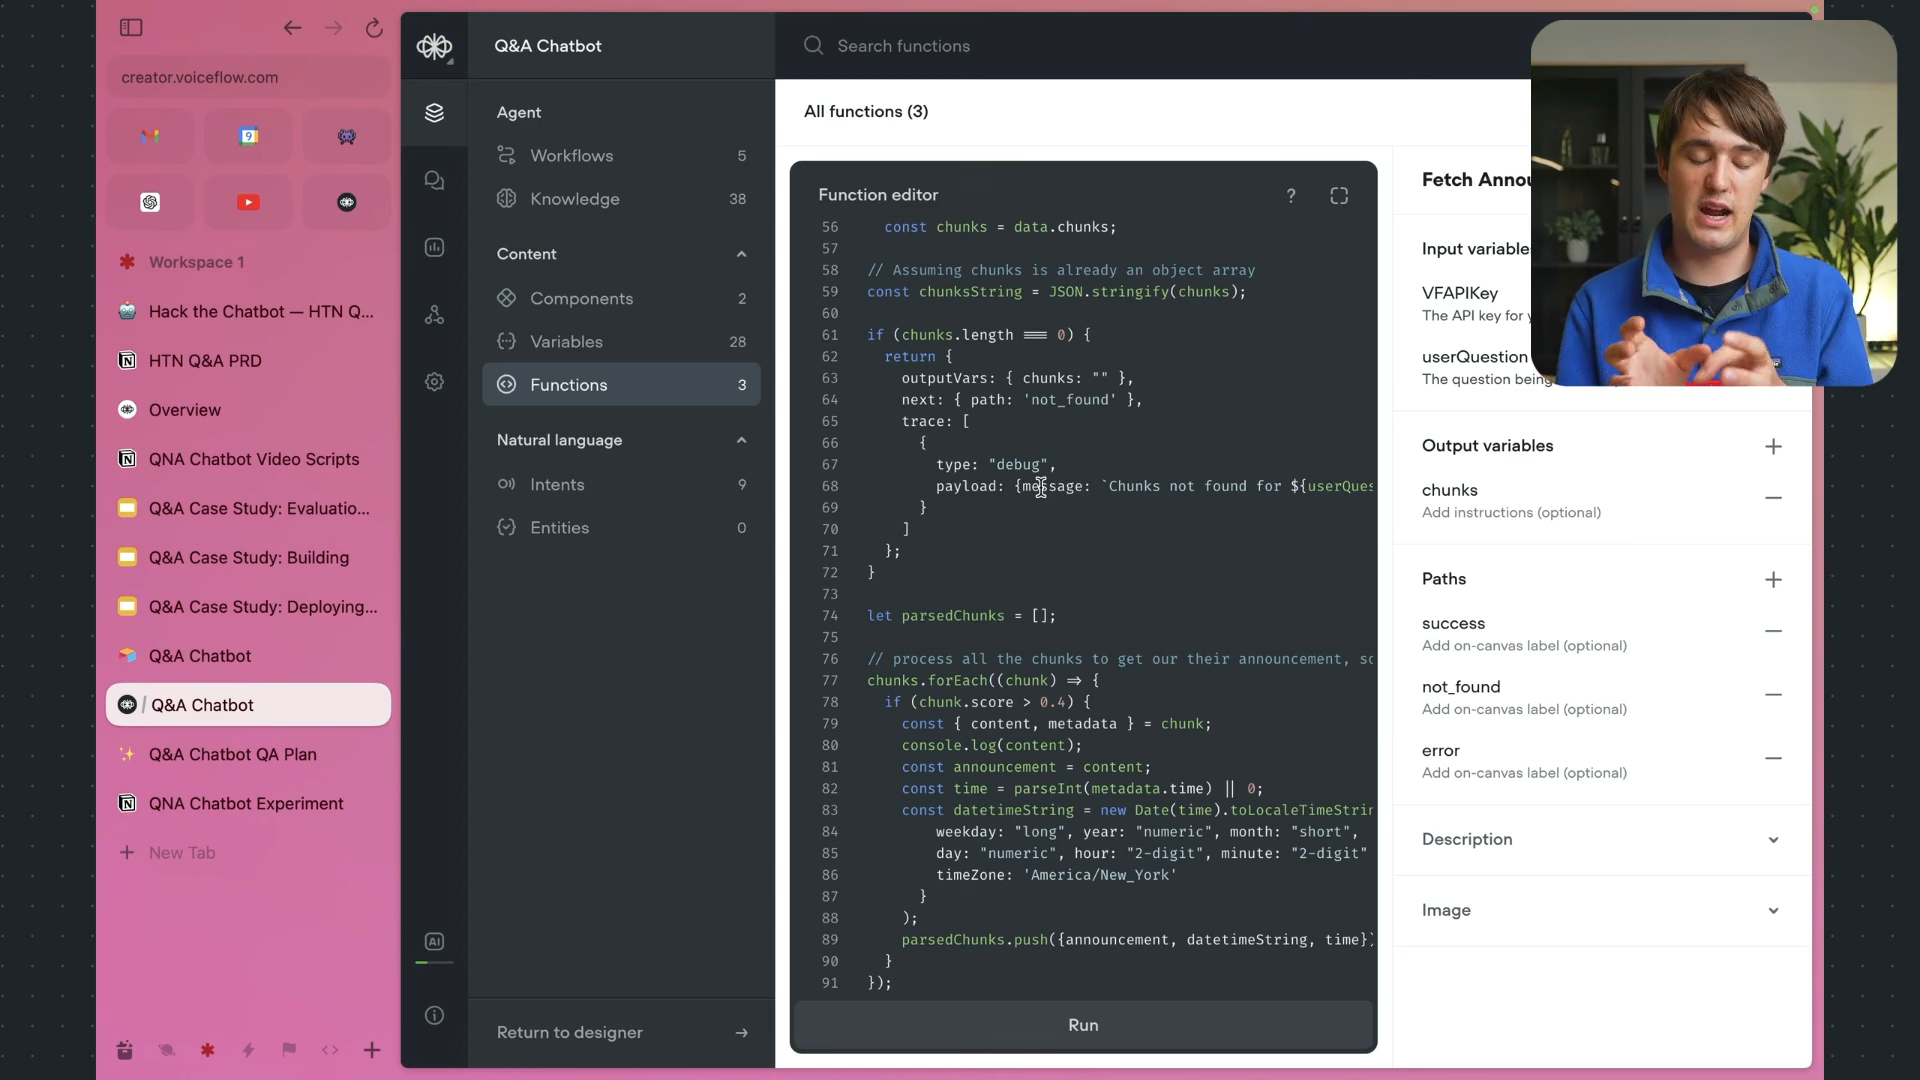 creator.voiceflow.com
9
Workspace 1
Hack the Chatbot — HTN Q...
HTN Q&A PRD
Overview
QNA Chatbot Video Scripts
Q&A Case Study: Evaluatio...
Q&A Case Study: Building
Q&A Case Study: Deploying...
Q&A Chatbot
/ Q&A Chatbot
Q&A Chatbot QA Plan
QNA Chatbot Experiment
New Tab
Q&A Chatbot
Agent
Workflows 5
Knowledge 38
Content
Components 2
Variables 28
Functions 3
Natural language
Intents 9
Entities 0
AI
Return to designer
Search functions
All functions (3)
Function editor ?
56 const chunks = data.chunks;
57
58 // Assuming chunks is already an object array
59 const chunksString = JSON.stringify(chunks);
60
61 if (chunks.length === 0) {
62 return {
63 outputVars: { chunks: "" },
64 next: { path: 'not_found' },
65 trace: [
66 {
67 type: "debug",
68 payload: {message: `Chunks not found for ${userQues
69 }
70 ]
71 };
72 }
73
74 let parsedChunks = [];
75
76 // process all the chunks to get our their announcement, sc
77 chunks.forEach((chunk) => {
78 if (chunk.score > 0.4) {
79 const { content, metadata } = chunk;
80 console.log(content);
81 const announcement = content;
82 const time = parseInt(metadata.time) || 0;
83 const datetimeString = new Date(time).toLocaleTimeStrin
84 weekday: "long", year: "numeric", month: "short",
85 day: "numeric", hour: "2-digit", minute: "2-digit"
86 timeZone: 'America/New_York'
87 }
88 );
89 parsedChunks.push({announcement, datetimeString, time})
90 }
91 });
Run
Fetch Annou
Input variable
VFAPIKey
The API key for
userQuestion
The question being
Output variables
chunks
Add instructions (optional)
Paths
success
Add on-canvas label (optional)
not_found
Add on-canvas label (optional)
error
Add on-canvas label (optional)
Description
Image